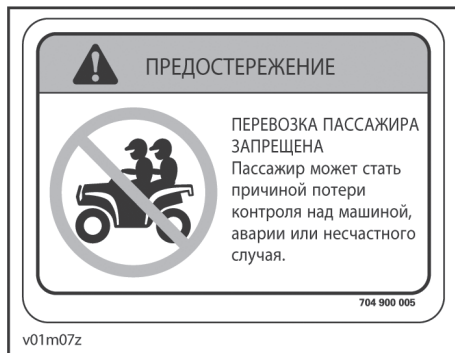 ПРЕДОСТЕРЕЖЕНИЕ
ПЕРЕВОЗКА ПАССАЖИРА
ЗАПРЕЩЕНА
Пассажир может стать
причиной потери
контроля над машиной,
аварии или несчастного
случая.
704 900 005
v01m07z